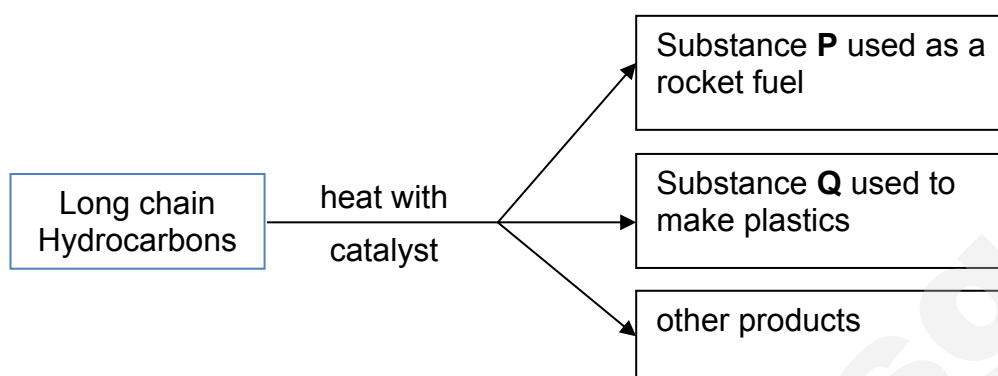 Substance P used as a
rocket fuel
Long chain
Hydrocarbons
heat with
catalyst
Substance Q used to
make plastics
other products